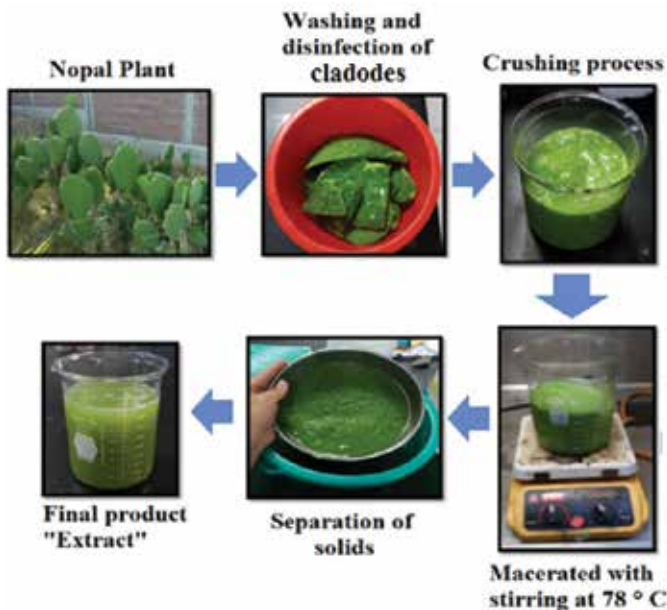 Nopal Plant
Washing and
disinfection of
cladodes
Crushing process
Macerated with
stirring at 78 ° C
Separation of
solids
Final product
"Extract"